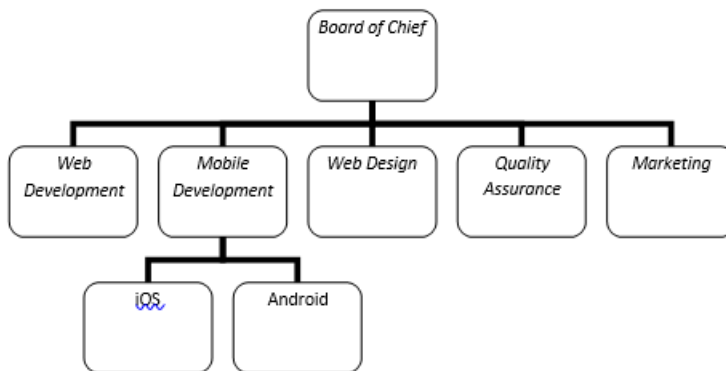 Board of Chief
Web
Development
Mobile
Development
Web Design
Quality
Assurance
Marketing
iOS
Android